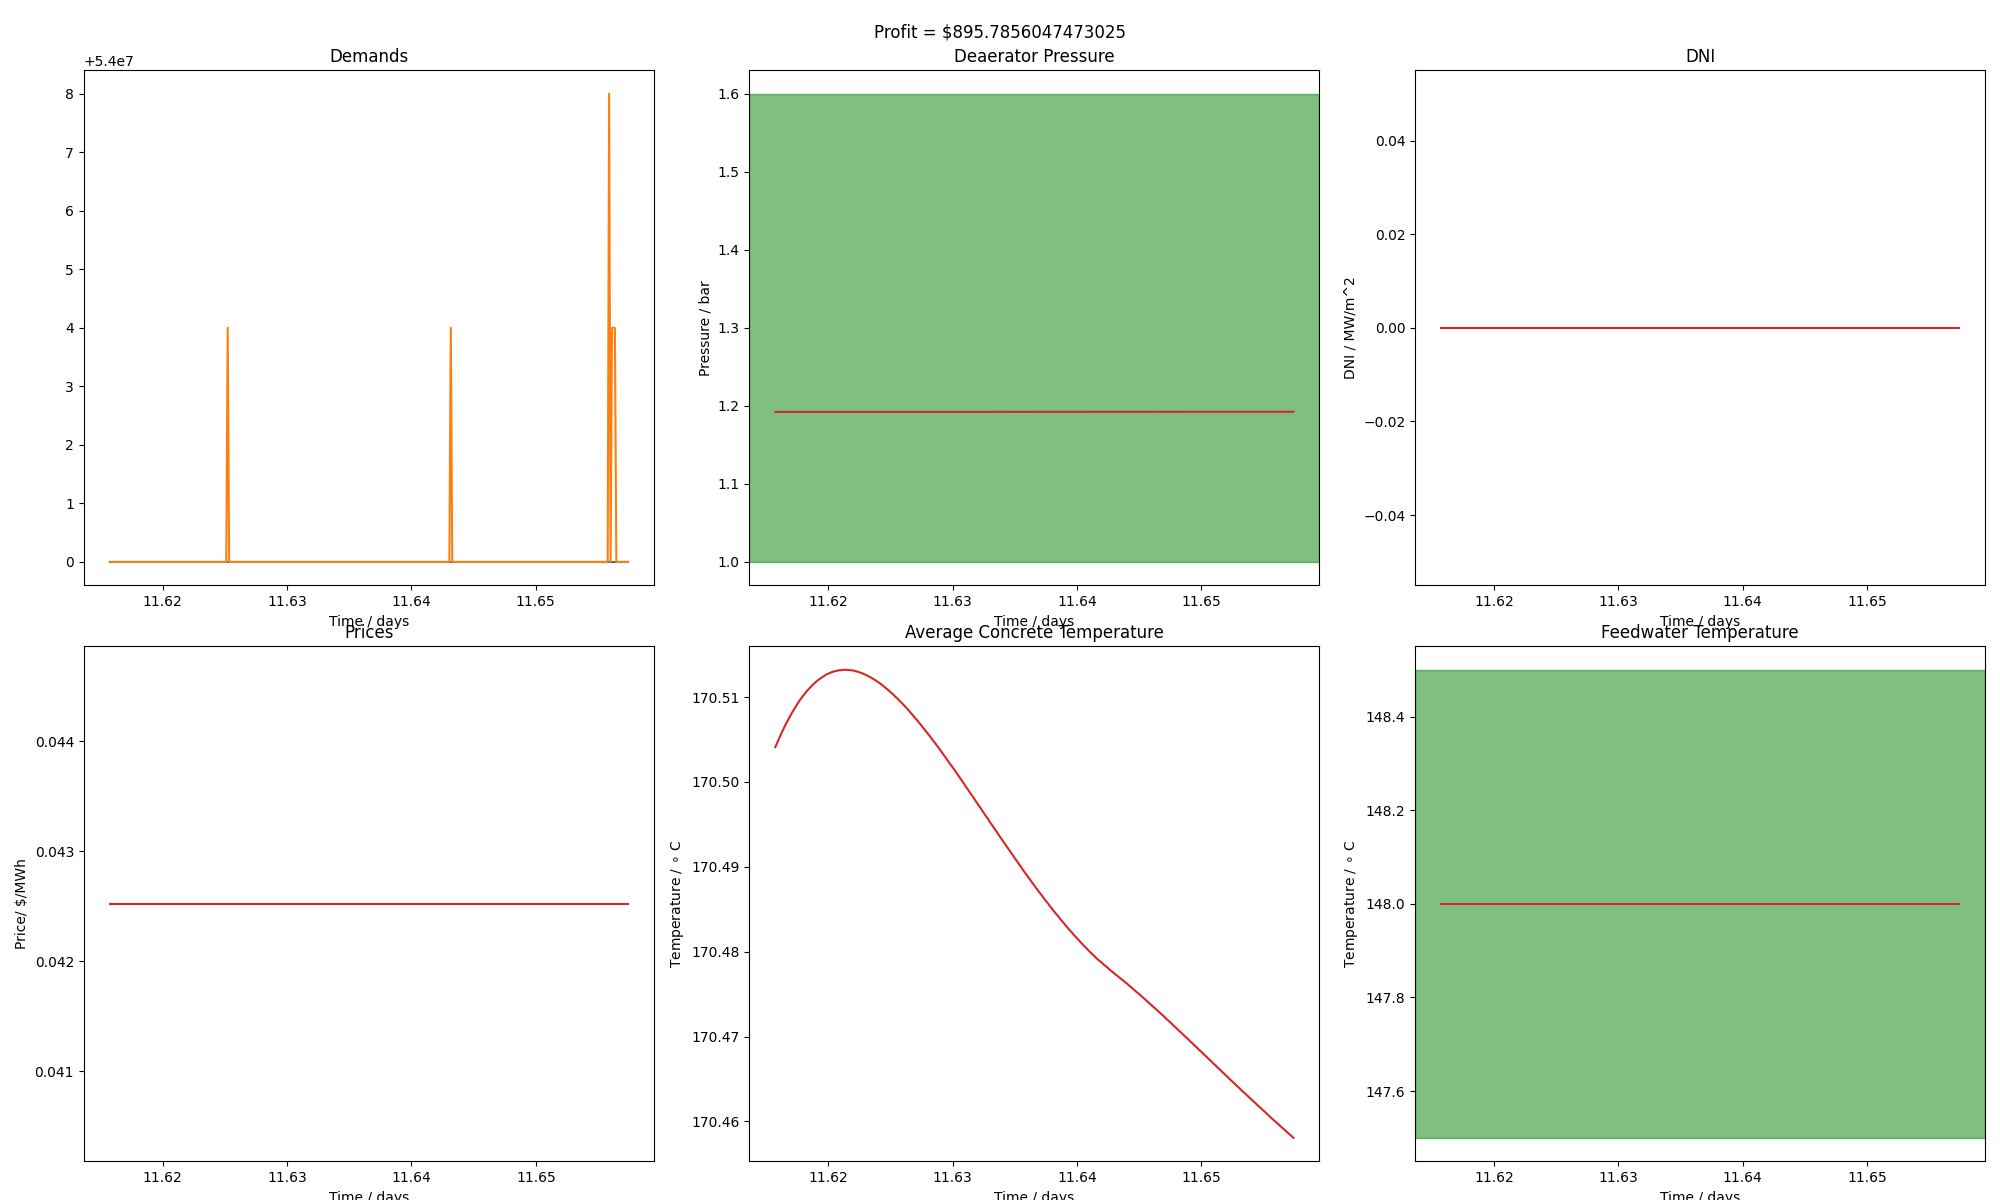 Profit = $895.7856047473025
Demands
+5.4e7
8
7
6
5
4
3
2
1
0
11.62 11.63 11.64 11.65
Time / days
Deaerator Pressure
Pressure / bar
1.6
1.5
1.4
1.3
1.2
1.1
1.0
11.62 11.63 11.64 11.65
Time / days
DNI
DNI / MW/m^2
0.04
0.02
0.00
−0.02
−0.04
11.62 11.63 11.64 11.65
Time / days
Prices
Price/ $/MWh
0.044
0.043
0.042
0.041
11.62 11.63 11.64 11.65
Time / days
Average Concrete Temperature
Temperature / ∘ C
170.51
170.50
170.49
170.48
170.47
170.46
11.62 11.63 11.64 11.65
Time / days
Feedwater Temperature
Temperature / ∘ C
148.4
148.2
148.0
147.8
147.6
11.62 11.63 11.64 11.65
Time / days